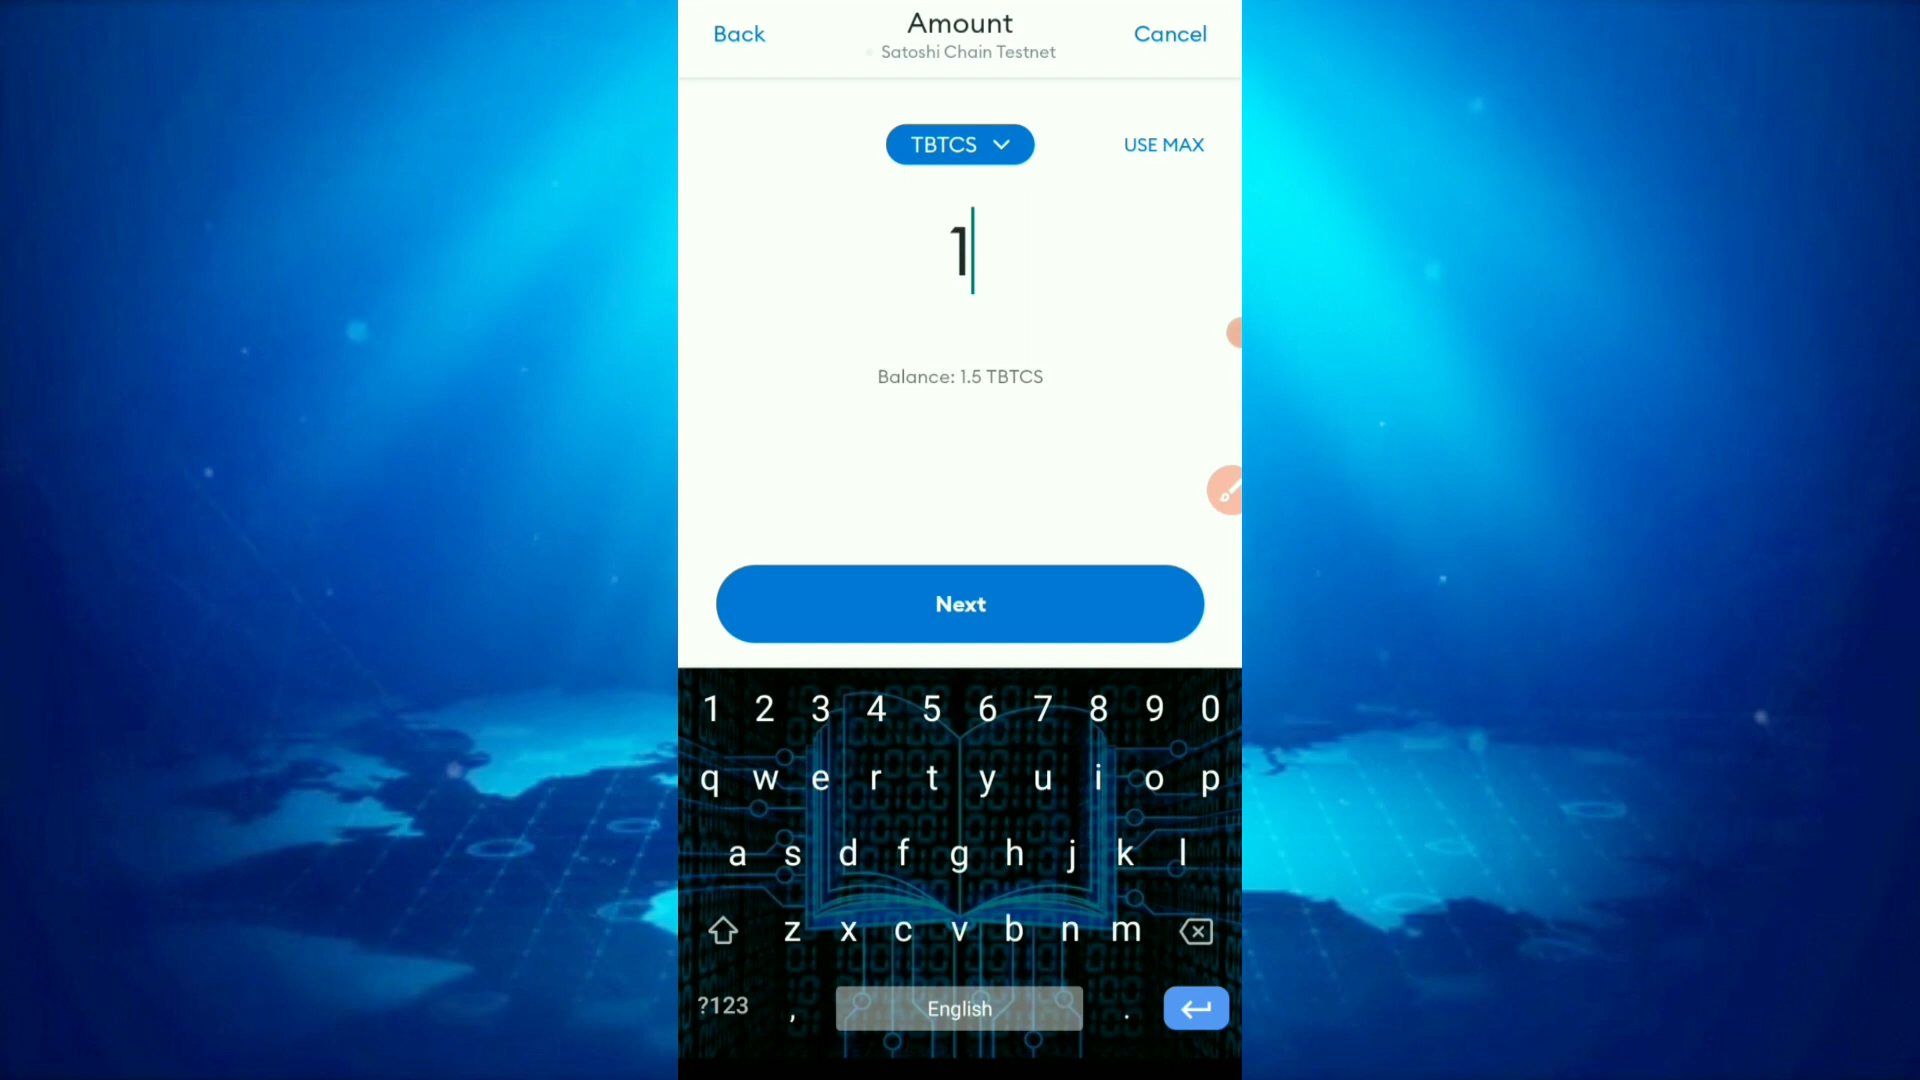 Back
Amount
Cancel
Satoshi Chain Testnet
TBTCS
USE MAX
1
Balance: 1.5 TBTCS
Next
1 2 3 4 5 6 7 8 9 0
q w e r t y u i o p
a s d f g h j k l
z x c v b n m
?123 , English .